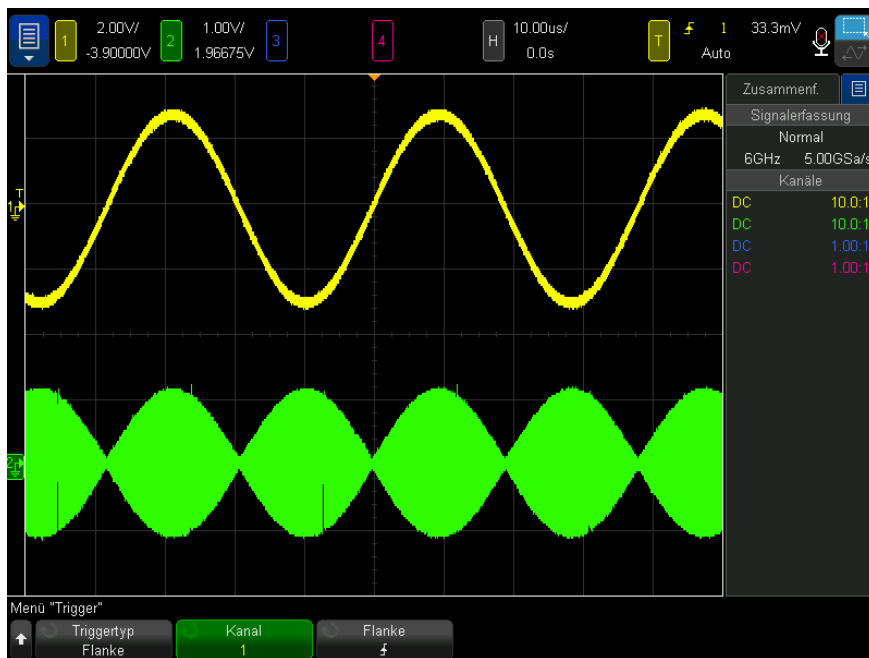 1 2.00V/ -3.90000V
2 1.00V/ 1.96675V
3
4
H 10.00us/ 0.0s
T 1 33.3mV Auto
Zusammenf.
Signalerfassung
Normal
6GHz 5.00GSa/s
Kanäle
DC 10.0:1
DC 10.0:1
DC 1.00:1
DC 1.00:1
T
1
2
Menü "Trigger"
Triggertyp
Flanke
Kanal
1
Flanke